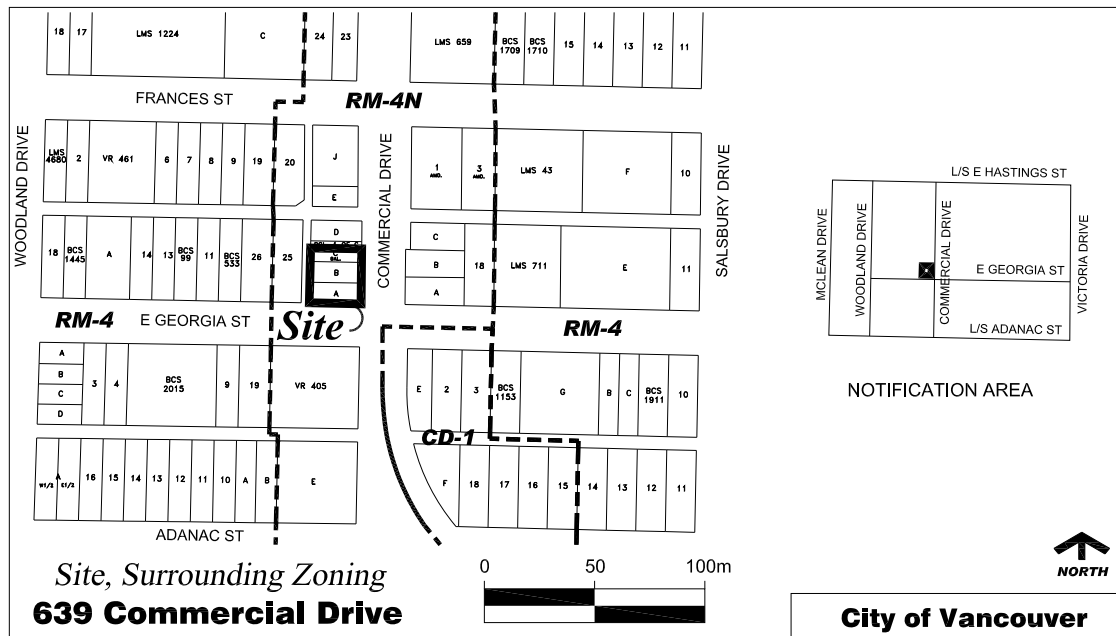 18 17 LMS 1224 C 24 23 LMS 659 BCS 1709 BCS 1710 15 14 13 12 11
FRANCES ST
RM-4N
WOODLAND DRIVE
COMMERCIAL DRIVE
SALSBURY DRIVE
LMS 4680 2 VR 461 6 7 8 9 19 20 J 1 AMD. 3 AMD. LMS 43 F 10
E
18 BCS 1445 A 14 13 BCS 99 11 BCS 533 26 25 D C 18 LMS 711 E 11
B B
A A
RM-4 E GEORGIA ST Site RM-4
A 3 4 BCS 2015 9 19 VR 405 E 2 3 BCS 1153 G B C BCS 1911 10
B
C
D
CD-1
A W1/2 E1/2 16 15 14 13 12 11 10 A B E F 18 17 16 15 14 13 12 11
ADANAC ST
L/S E HASTINGS ST
MCLEAN DRIVE
WOODLAND DRIVE
COMMERCIAL DRIVE
VICTORIA DRIVE
E GEORGIA ST
L/S ADANAC ST
NOTIFICATION AREA
NORTH
Site, Surrounding Zoning
639 Commercial Drive
0 50 100m
City of Vancouver